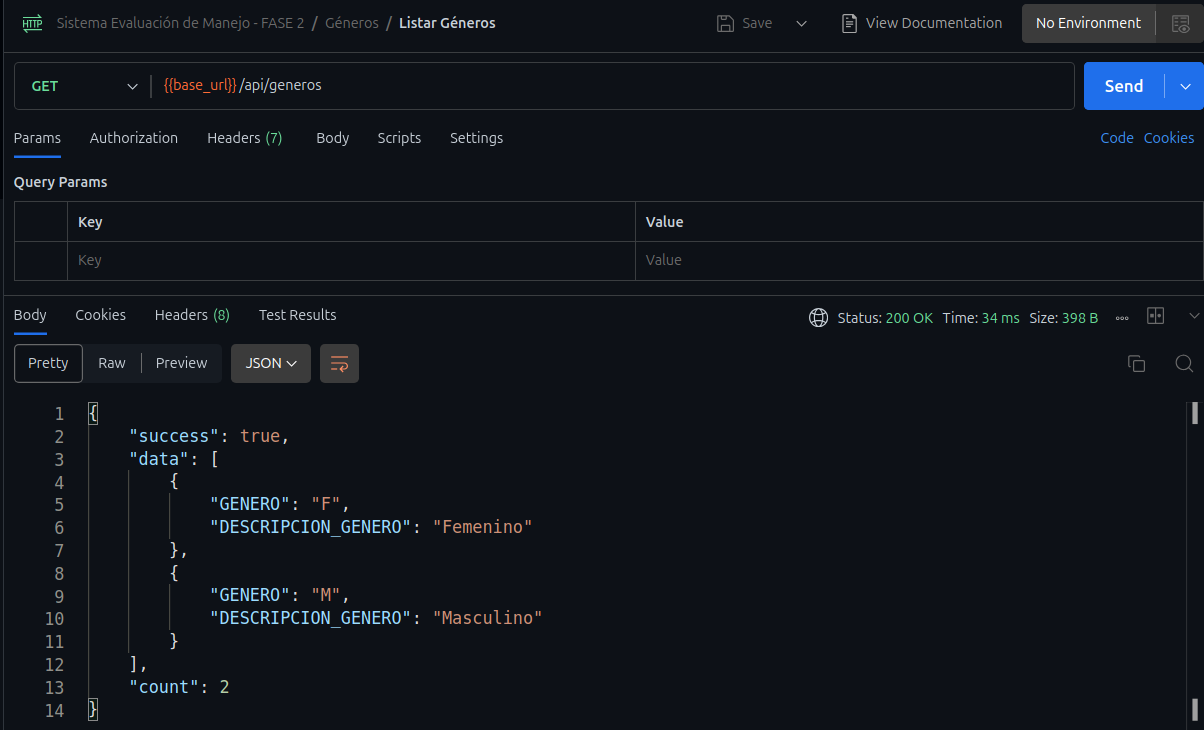 HTTP Sistema Evaluación de Manejo - FASE 2 / Géneros / Listar Géneros Save View Documentation No Environment
GET {{base_url}}/api/generos Send
Params Authorization Headers (7) Body Scripts Settings Code Cookies
Query Params
Key Value
Key Value
Body Cookies Headers (8) Test Results Status: 200 OK Time: 34 ms Size: 398 B
Pretty Raw Preview JSON
1 {
2 "success": true,
3 "data": [
4 {
5 "GENERO": "F",
6 "DESCRIPCION_GENERO": "Femenino"
7 },
8 {
9 "GENERO": "M",
10 "DESCRIPCION_GENERO": "Masculino"
11 }
12 ],
13 "count": 2
14 }